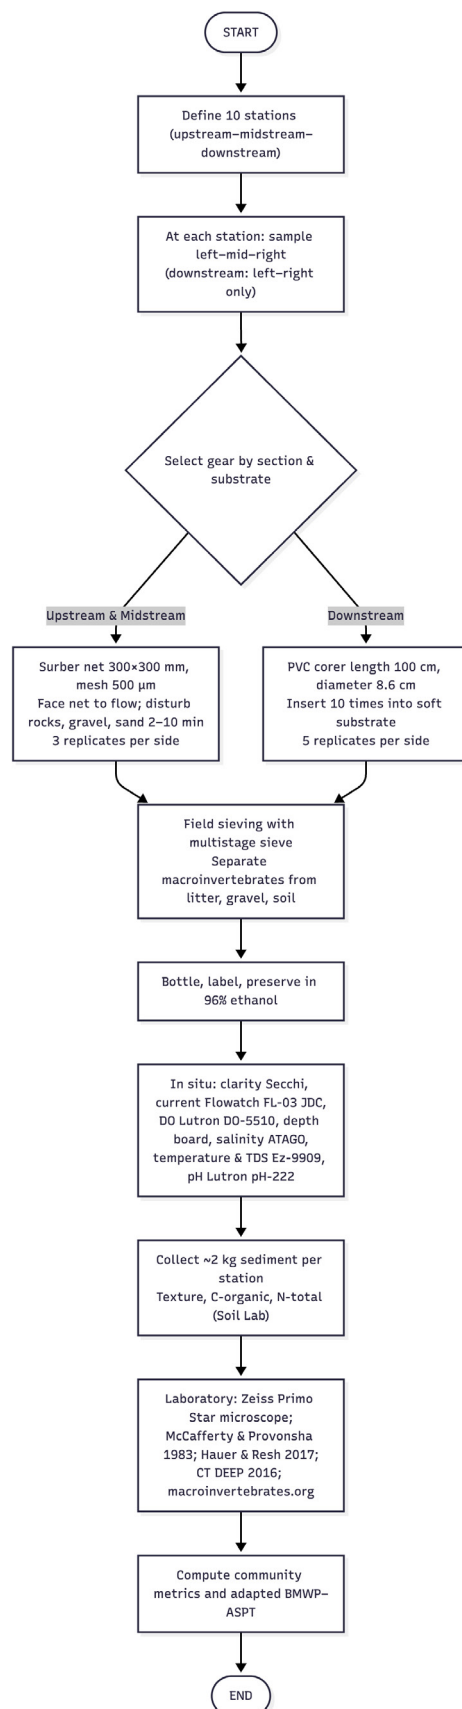 START
Define 10 stations
(upstream–midstream–
downstream)
At each station: sample
left–mid–right
(downstream: left–right
only)
Select gear by section &
substrate
Upstream & Midstream
Downstream
Surber net 300×300 mm,
mesh 500 µm
Face net to flow; disturb
rocks, gravel, sand 2–10 min
3 replicates per side
PVC corer length 100 cm,
diameter 8.6 cm
Insert 10 times into soft
substrate
5 replicates per side
Field sieving with
multistage sieve
Separate
macroinvertebrates from
litter, gravel, soil
Bottle, label, preserve in
96% ethanol
In situ: clarity Secchi,
current Flowatch FL-03 JDC,
DO Lutron DO-5510, depth
board, salinity ATAGO,
temperature & TDS Ez-9909,
pH Lutron pH-222
Collect ~2 kg sediment per
station
Texture, C-organic, N-total
(Soil Lab)
Laboratory: Zeiss Primo
Star microscope;
McCafferty & Provonsha
1983; Hauer & Resh 2017;
CT DEEP 2016;
macroinvertebrates.org
Compute community
metrics and adapted BMWP–
ASPT
END